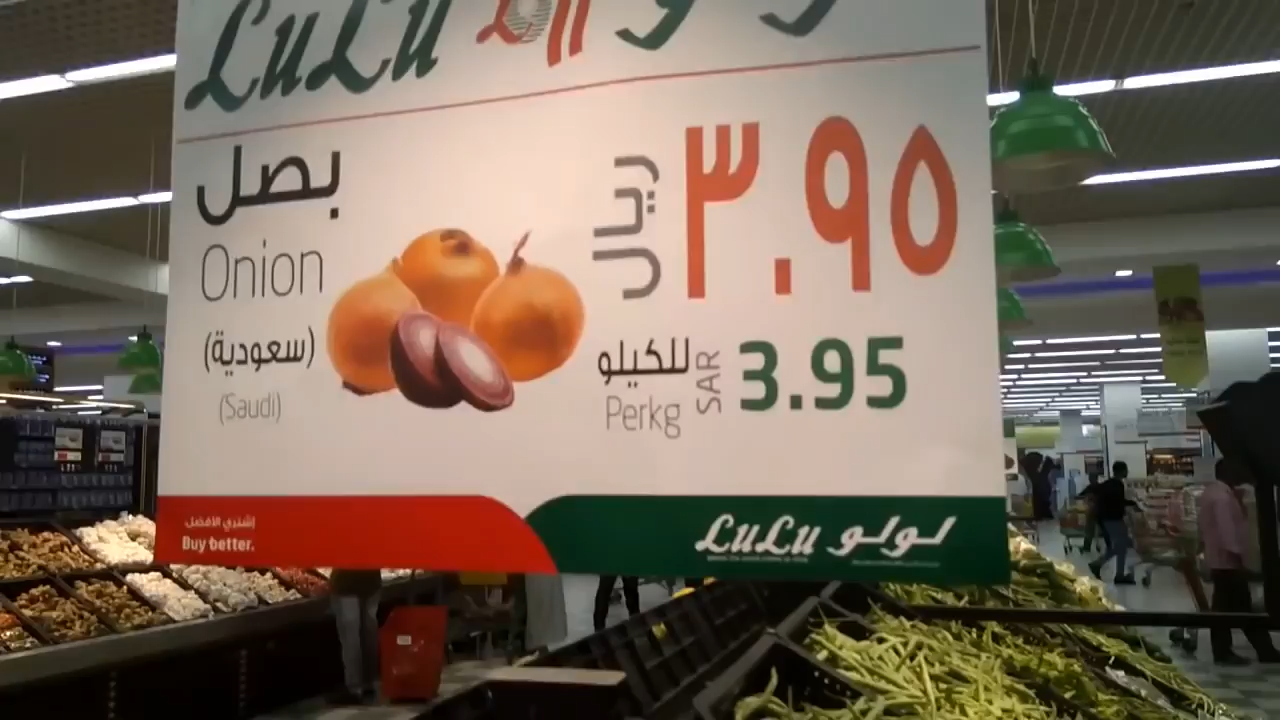 LuLu لولو
بصل
Onion
(سعودية)
(Saudi)
ريال ٣.٩٥
للكيلو
Perkg
SAR 3.95
إشتري الأفضل.
Buy better.
LuLu لولو